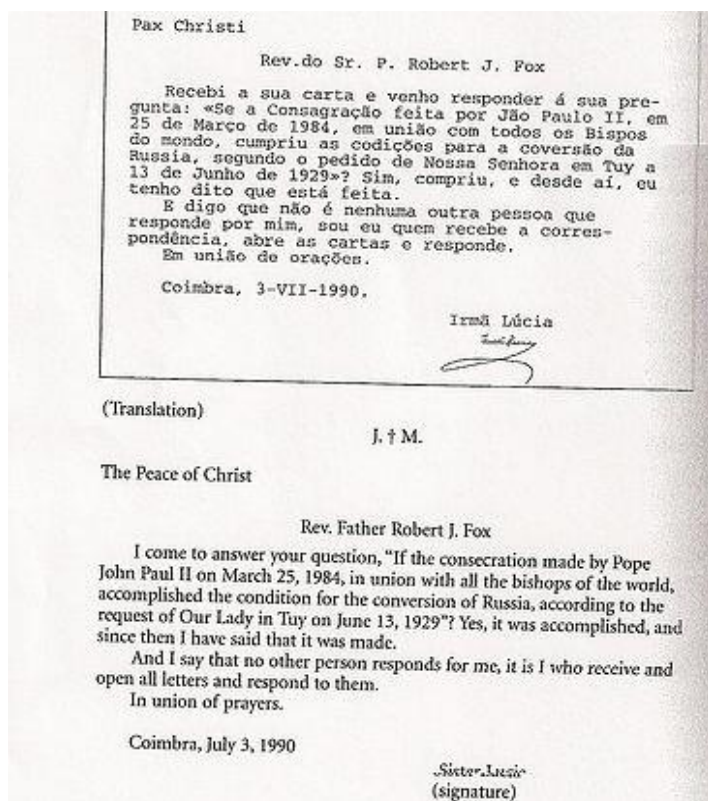 Pax Christi
Rev.do Sr. P. Robert J. Fox
Recebi a sua carta e venho responder á sua pre-
gunta: «Se a Consagração feita por Jão Paulo II, em
25 de Março de 1984, em união com todos os Bispos
do mondo, cumpriu as codições para a coversão da
Russia, segundo o pedido de Nossa Senhora em Tuy a
13 de Junho de 1929»? Sim, compriu, e desde aí, eu
tenho dito que está feita.
E digo que não é nenhuma outra pessoa que
responde por mim, sou eu quem recebe a corres-
pondência, abre as cartas e responde.
Em união de orações.
Coimbra, 3-VII-1990.
Irmã Lúcia
(Translation)
J. † M.
The Peace of Christ
Rev. Father Robert J. Fox
I come to answer your question, “If the consecration made by Pope
John Paul II on March 25, 1984, in union with all the bishops of the world,
accomplished the condition for the conversion of Russia, according to the
request of Our Lady in Tuy on June 13, 1929”? Yes, it was accomplished, and
since then I have said that it was made.
And I say that no other person responds for me, it is I who receive and
open all letters and respond to them.
In union of prayers.
Coimbra, July 3, 1990
Sister Lucia
(signature)